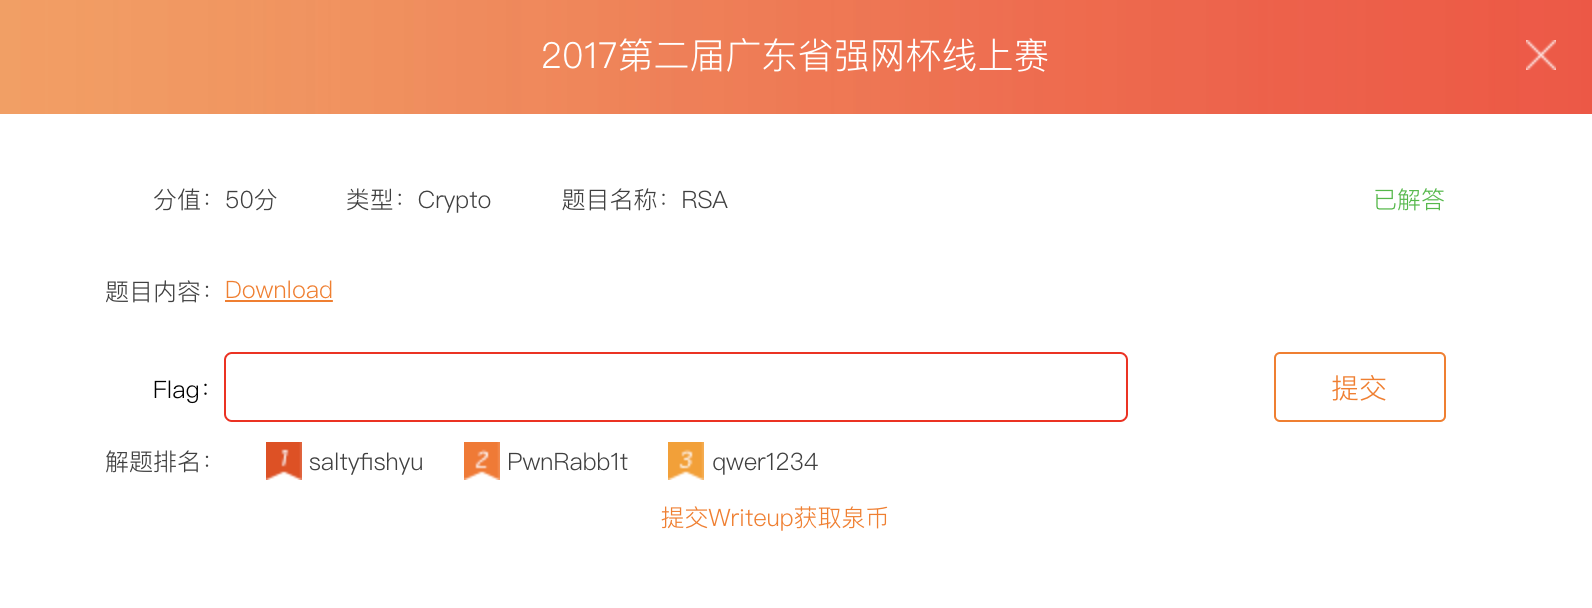 2017第二届广东省强网杯线上赛
分值：50分 类型：Crypto 题目名称：RSA 已解答
题目内容：Download
Flag：
提交
解题排名： 1 saltyfishyu 2 PwnRabb1t 3 qwer1234
提交Writeup获取泉币